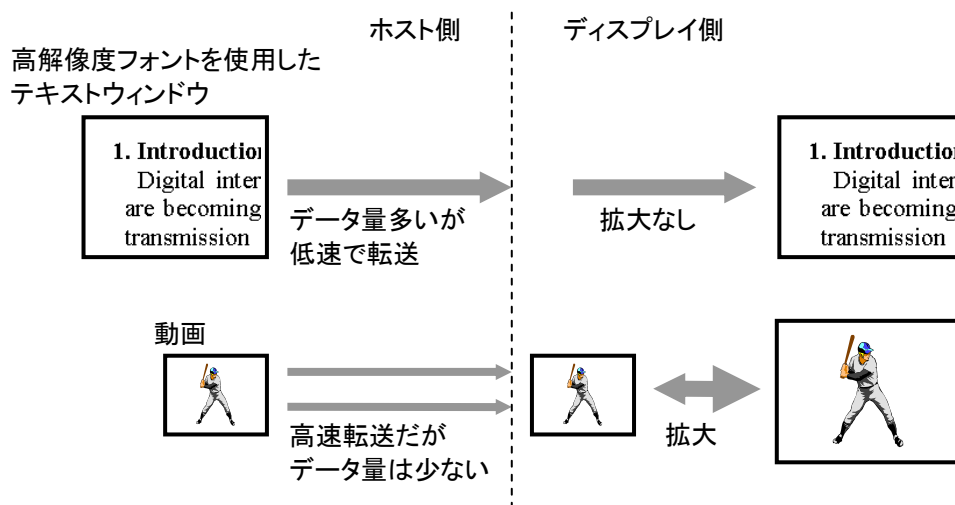 ホスト側
ディスプレイ側
高解像度フォントを使用した
テキストウィンドウ
1. Introduction
Digital inter
are becoming
transmission
データ量多いが
低速で転送
拡大なし
1. Introduction
Digital inter
are becoming
transmission
動画
高速転送だが
データ量は少ない
拡大